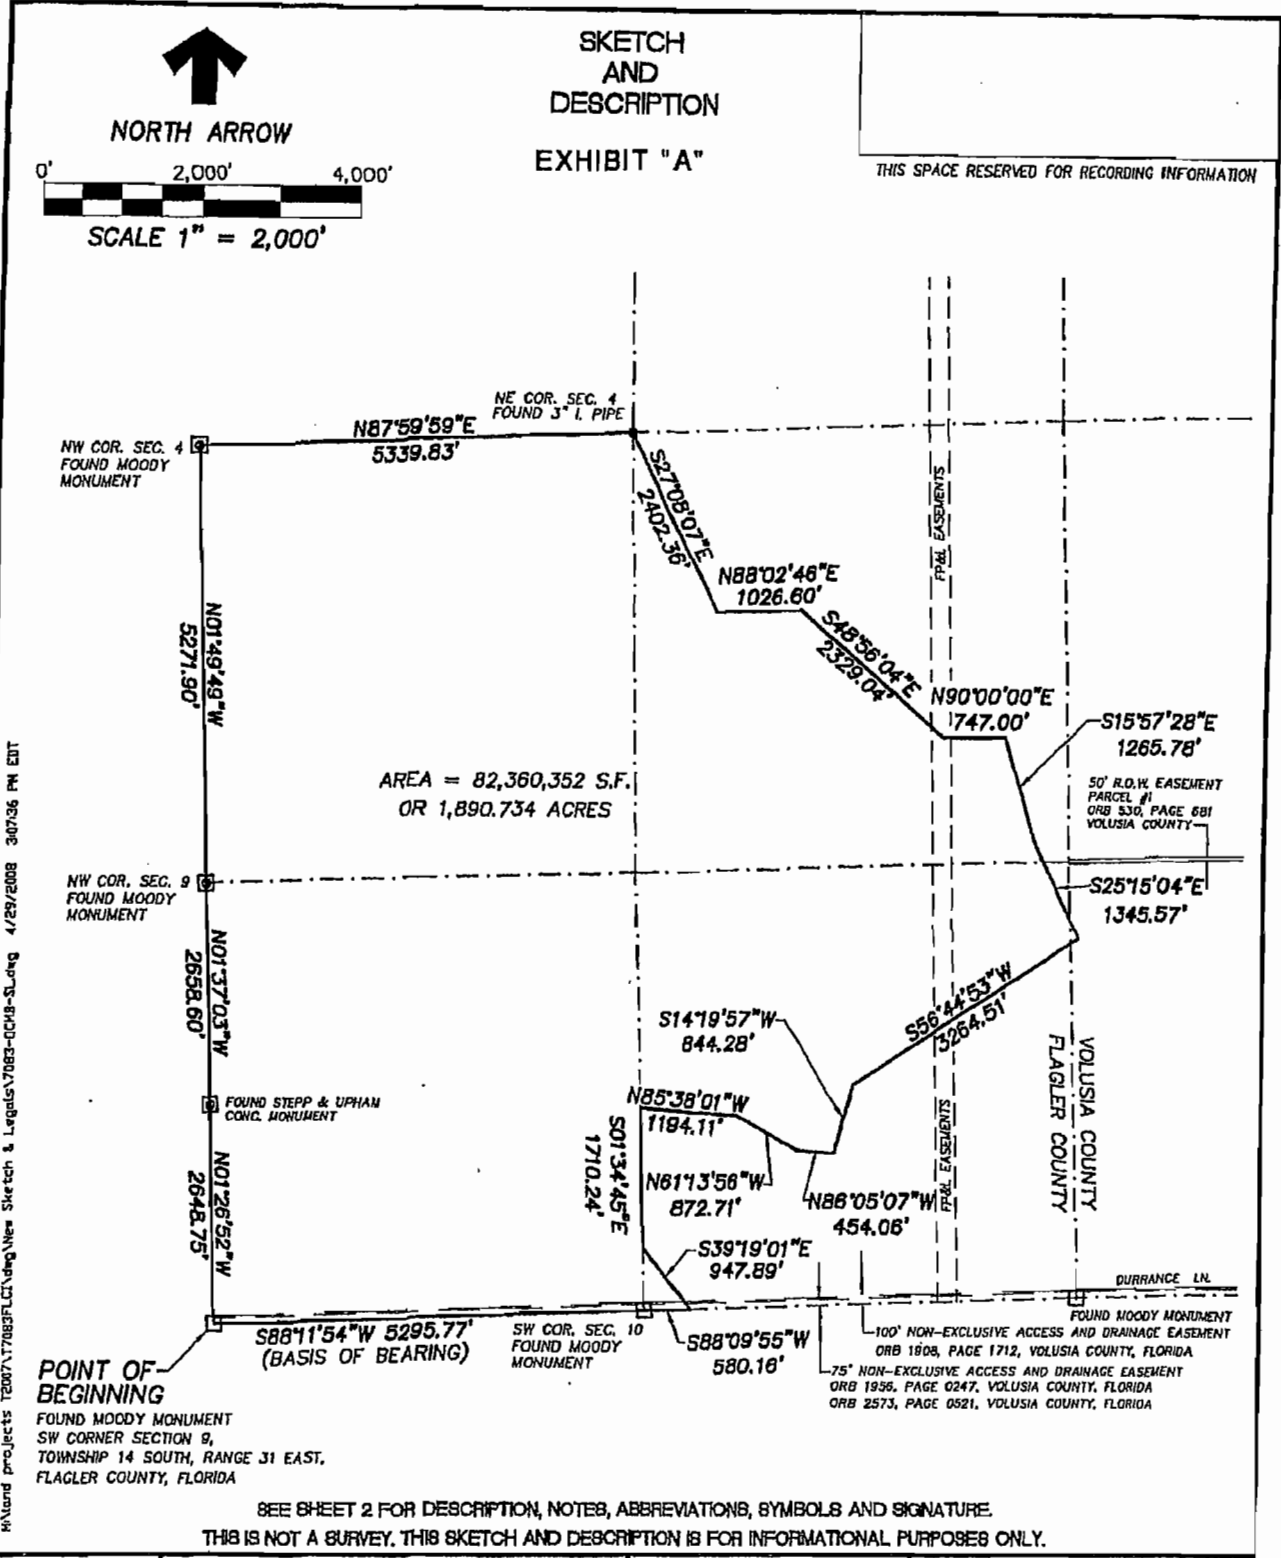 SKETCH
AND
DESCRIPTION
EXHIBIT "A"
NORTH ARROW
0' 2,000' 4,000'
SCALE 1" = 2,000'
THIS SPACE RESERVED FOR RECORDING INFORMATION
NE COR. SEC. 4
FOUND 3" I. PIPE
N87°59'59"E
5339.83'
NW COR. SEC. 4
FOUND MOODY
MONUMENT
S27°08'07"E
2402.36'
N88°02'46"E
1026.60'
S48°56'04"E
2329.04'
FP&L EASEMENTS
N90°00'00"E
747.00'
S15°57'28"E
1265.78'
50' R.O.W. EASEMENT
PARCEL #1
ORB 530, PAGE 681
VOLUSIA COUNTY
N01°49'49"W
5271.90'
AREA = 82,360,352 S.F.
OR 1,890.734 ACRES
NW COR. SEC. 9
FOUND MOODY
MONUMENT
S25°15'04"E
1345.57'
N01°37'03"W
2658.60'
S56°44'53"W
3264.51'
S14°19'57"W
844.28'
VOLUSIA COUNTY
FLAGLER COUNTY
FOUND STEPP & UPHAM
CONC. MONUMENT
N85°38'01"W
1194.11'
S01°34'45"E
1710.24'
N61°13'56"W
872.71'
N86°05'07"W
454.06'
FP&L EASEMENTS
N01°26'52"W
2648.75'
S39°19'01"E
947.89'
DURRANCE LN.
FOUND MOODY MONUMENT
S88°11'54"W 5295.77'
(BASIS OF BEARING)
SW COR. SEC. 10
FOUND MOODY
MONUMENT
S88°09'55"W
580.16'
100' NON-EXCLUSIVE ACCESS AND DRAINAGE EASEMENT
ORB 1908, PAGE 1712, VOLUSIA COUNTY, FLORIDA
75' NON-EXCLUSIVE ACCESS AND DRAINAGE EASEMENT
ORB 1956, PAGE 0247, VOLUSIA COUNTY, FLORIDA
ORB 2573, PAGE 0521, VOLUSIA COUNTY, FLORIDA
POINT OF
BEGINNING
FOUND MOODY MONUMENT
SW CORNER SECTION 9,
TOWNSHIP 14 SOUTH, RANGE 31 EAST,
FLAGLER COUNTY, FLORIDA
SEE SHEET 2 FOR DESCRIPTION, NOTES, ABBREVIATIONS, SYMBOLS AND SIGNATURE.
THIS IS NOT A SURVEY. THIS SKETCH AND DESCRIPTION IS FOR INFORMATIONAL PURPOSES ONLY.
projects T2007\T7083FLCI\dwg\New Sketch & Legals\7083-OCMB-SL.dwg 4/29/2008 3:07:36 PM EDT